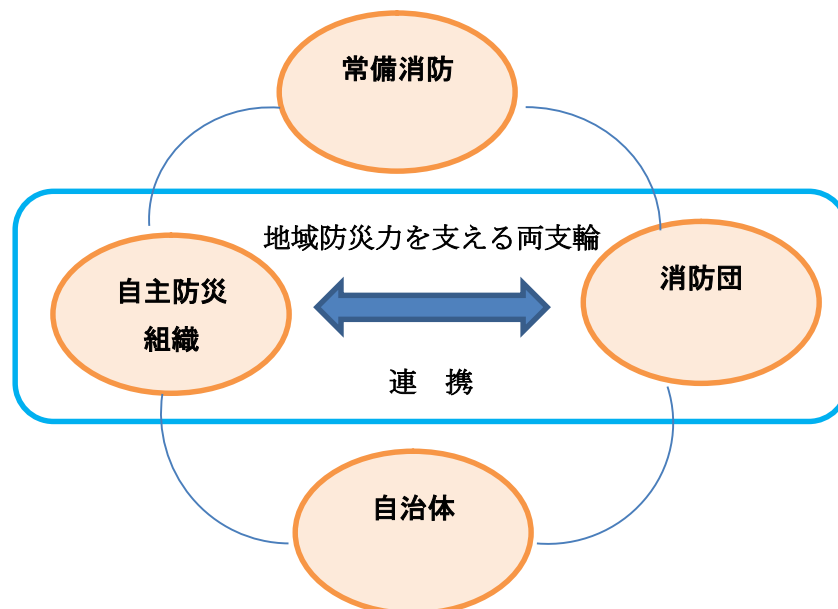 常備消防
地域防災力を支える両支輪
自主防災
組織
消防団
連　携
自治体